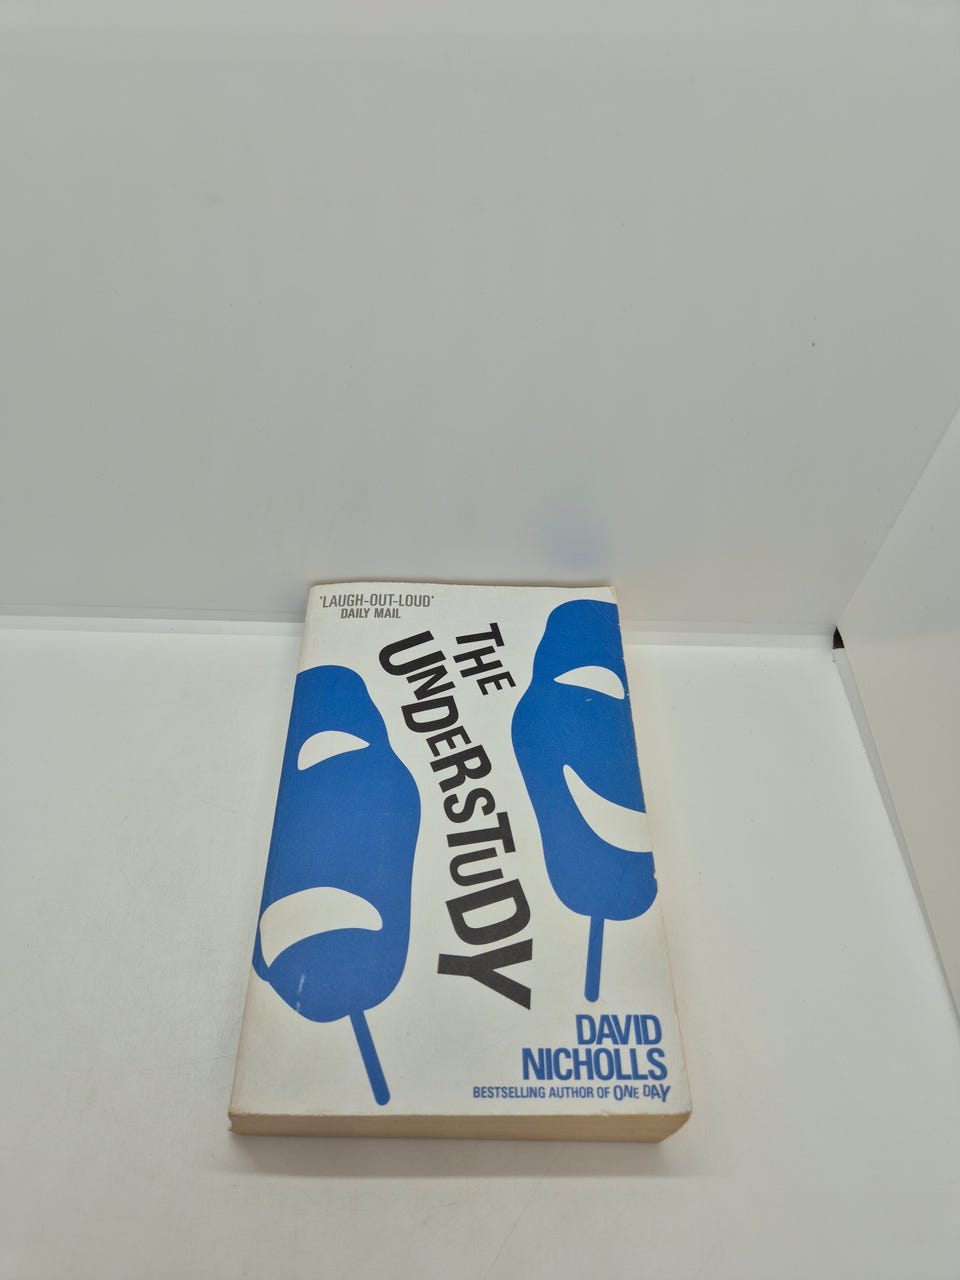 'LAUGH-OUT-LOUD'
DAILY MAIL
THE
UNDERSTUDY
DAVID
NICHOLLS
BESTSELLING AUTHOR OF ONE DAY